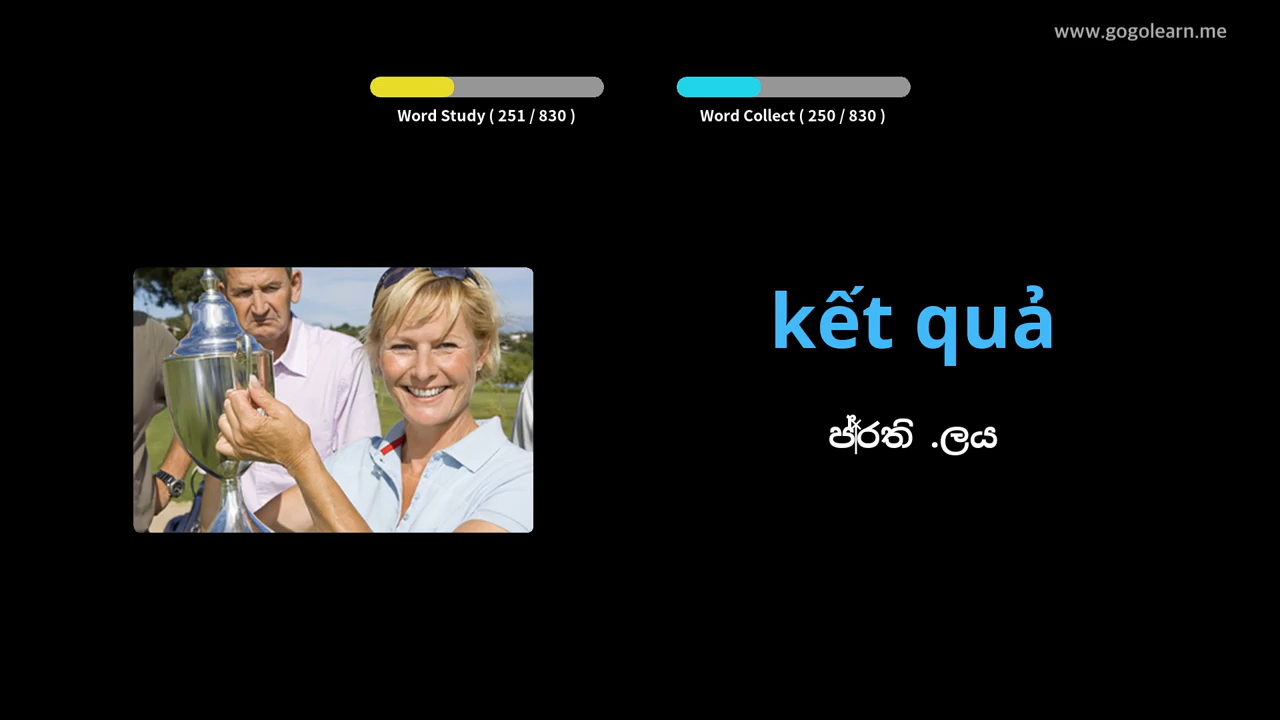 www.gogolearn.me
Word Study ( 251 / 830 )
Word Collect ( 250 / 830 )
kết quả
ප්‍රති .ලය